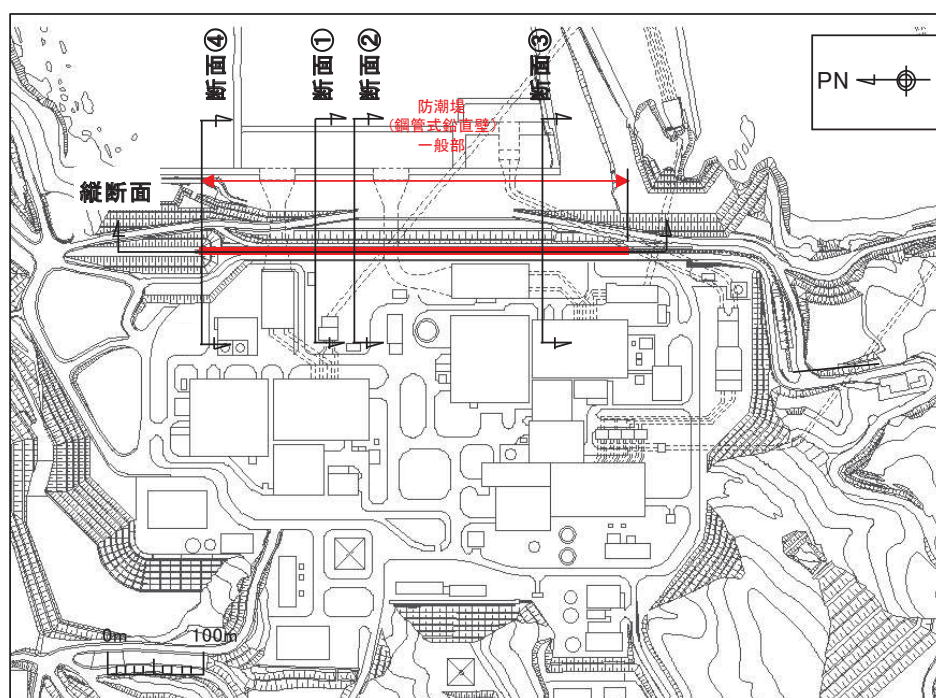 断面④
断面①
断面②
断面③
防潮堤
(鋼管式鉛直壁)
一般部
PN
縦断面
0m
100m